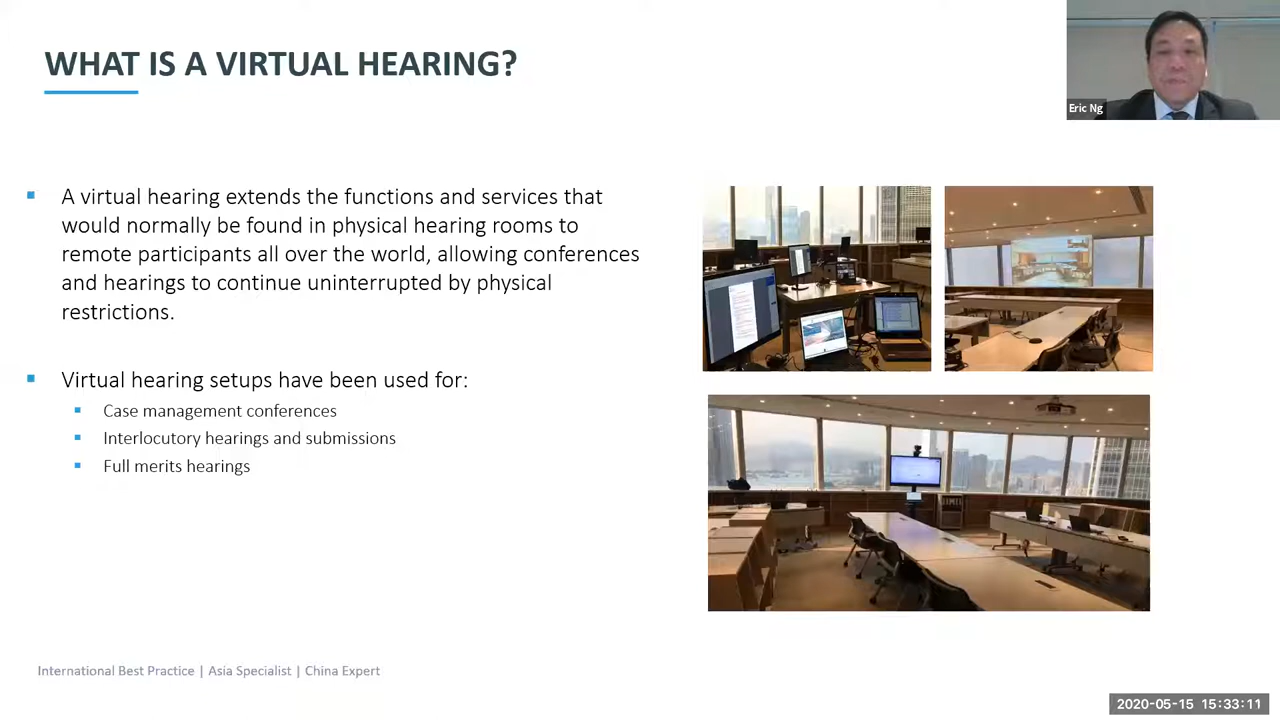 WHAT IS A VIRTUAL HEARING?
Eric Ng
A virtual hearing extends the functions and services that
would normally be found in physical hearing rooms to
remote participants all over the world, allowing conferences
and hearings to continue uninterrupted by physical
restrictions.
Virtual hearing setups have been used for:
Case management conferences
Interlocutory hearings and submissions
Full merits hearings
International Best Practice | Asia Specialist | China Expert
2020-05-15 15:33:11